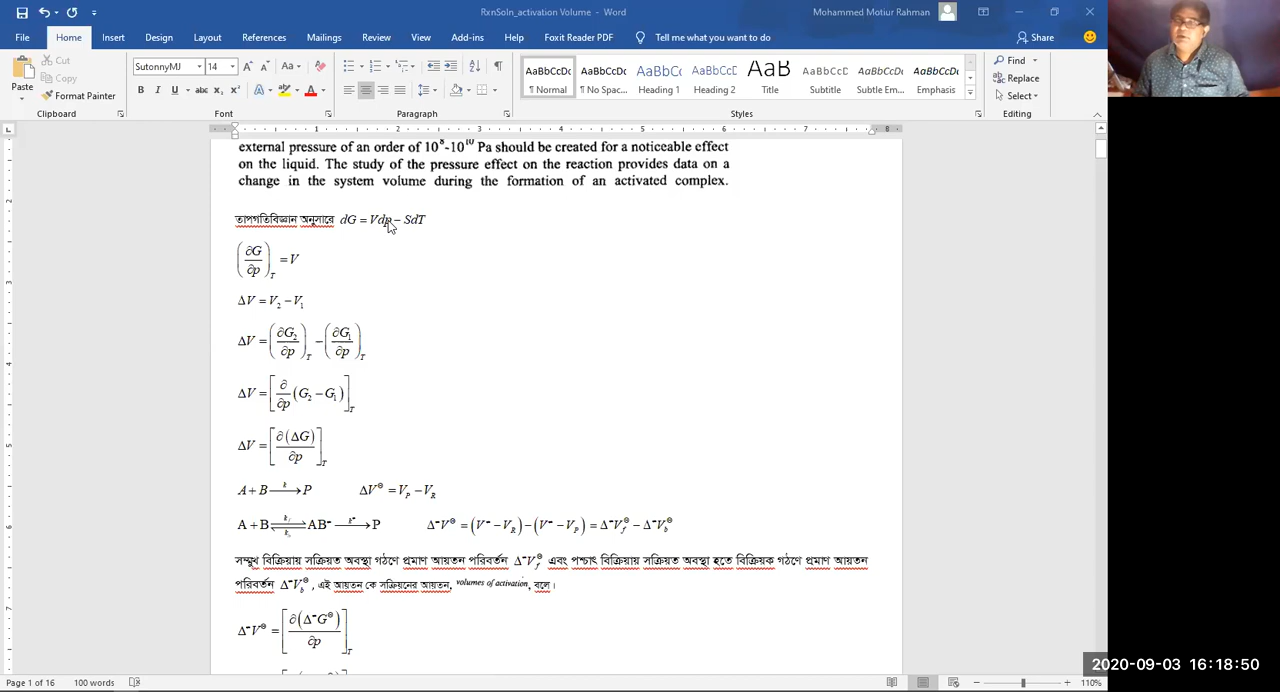 RxnSoln_activation Volume - Word
Mohammed Motiur Rahman
File Home Insert Design Layout References Mailings Review View Add-ins Help Foxit Reader PDF Tell me what you want to do Share
Paste
Cut
Copy
Format Painter
Clipboard
SutonnyMJ 14
Font
Paragraph
AaBbCcDc ¶ Normal
AaBbCcDc ¶ No Spac...
AaBbCc Heading 1
AaBbCcD Heading 2
AaB Title
AaBbCcD Subtitle
AaBbCcDc Subtle Em...
AaBbCcDc Emphasis
Styles
Find
Replace
Select
Editing
external pressure of an order of 10⁸-10¹⁰ Pa should be created for a noticeable effect
on the liquid. The study of the pressure effect on the reaction provides data on a
change in the system volume during the formation of an activated complex.
তাপগতিবিজ্ঞান অনুসারে dG = Vdp − SdT
(∂G/∂p)_T = V
ΔV = V₂ − V₁
ΔV = (∂G₂/∂p)_T − (∂G₁/∂p)_T
ΔV = [∂/∂p (G₂ − G₁)]_T
ΔV = [∂(ΔG)/∂p]_T
A + B —k→ P ΔV^⊖ = V_P − V_R
A + B ⇌ AB⁻ —k⁻→ P Δ⁻V^⊖ = (V⁻ − V_R) − (V⁻ − V_P) = Δ⁻V_f^⊖ − Δ⁻V_b^⊖
সম্মুখ বিক্রিয়ায় সক্রিয়ত অবস্থা গঠণে প্রমাণ আয়তন পরিবর্তন Δ⁻V_f^⊖ এবং পশ্চাৎ বিক্রিয়ায় সক্রিয়ত অবস্থা হতে বিক্রিয়ক গঠণে প্রমাণ আয়তন
পরিবর্তন Δ⁻V_b^⊖, এই আয়তন কে সক্রিয়নের আয়তন, volumes of activation, বলে।
Δ⁻V^⊖ = [∂(Δ⁻G^⊖)/∂p]_T
2020-09-03 16:18:50
Page 1 of 16 100 words 110%